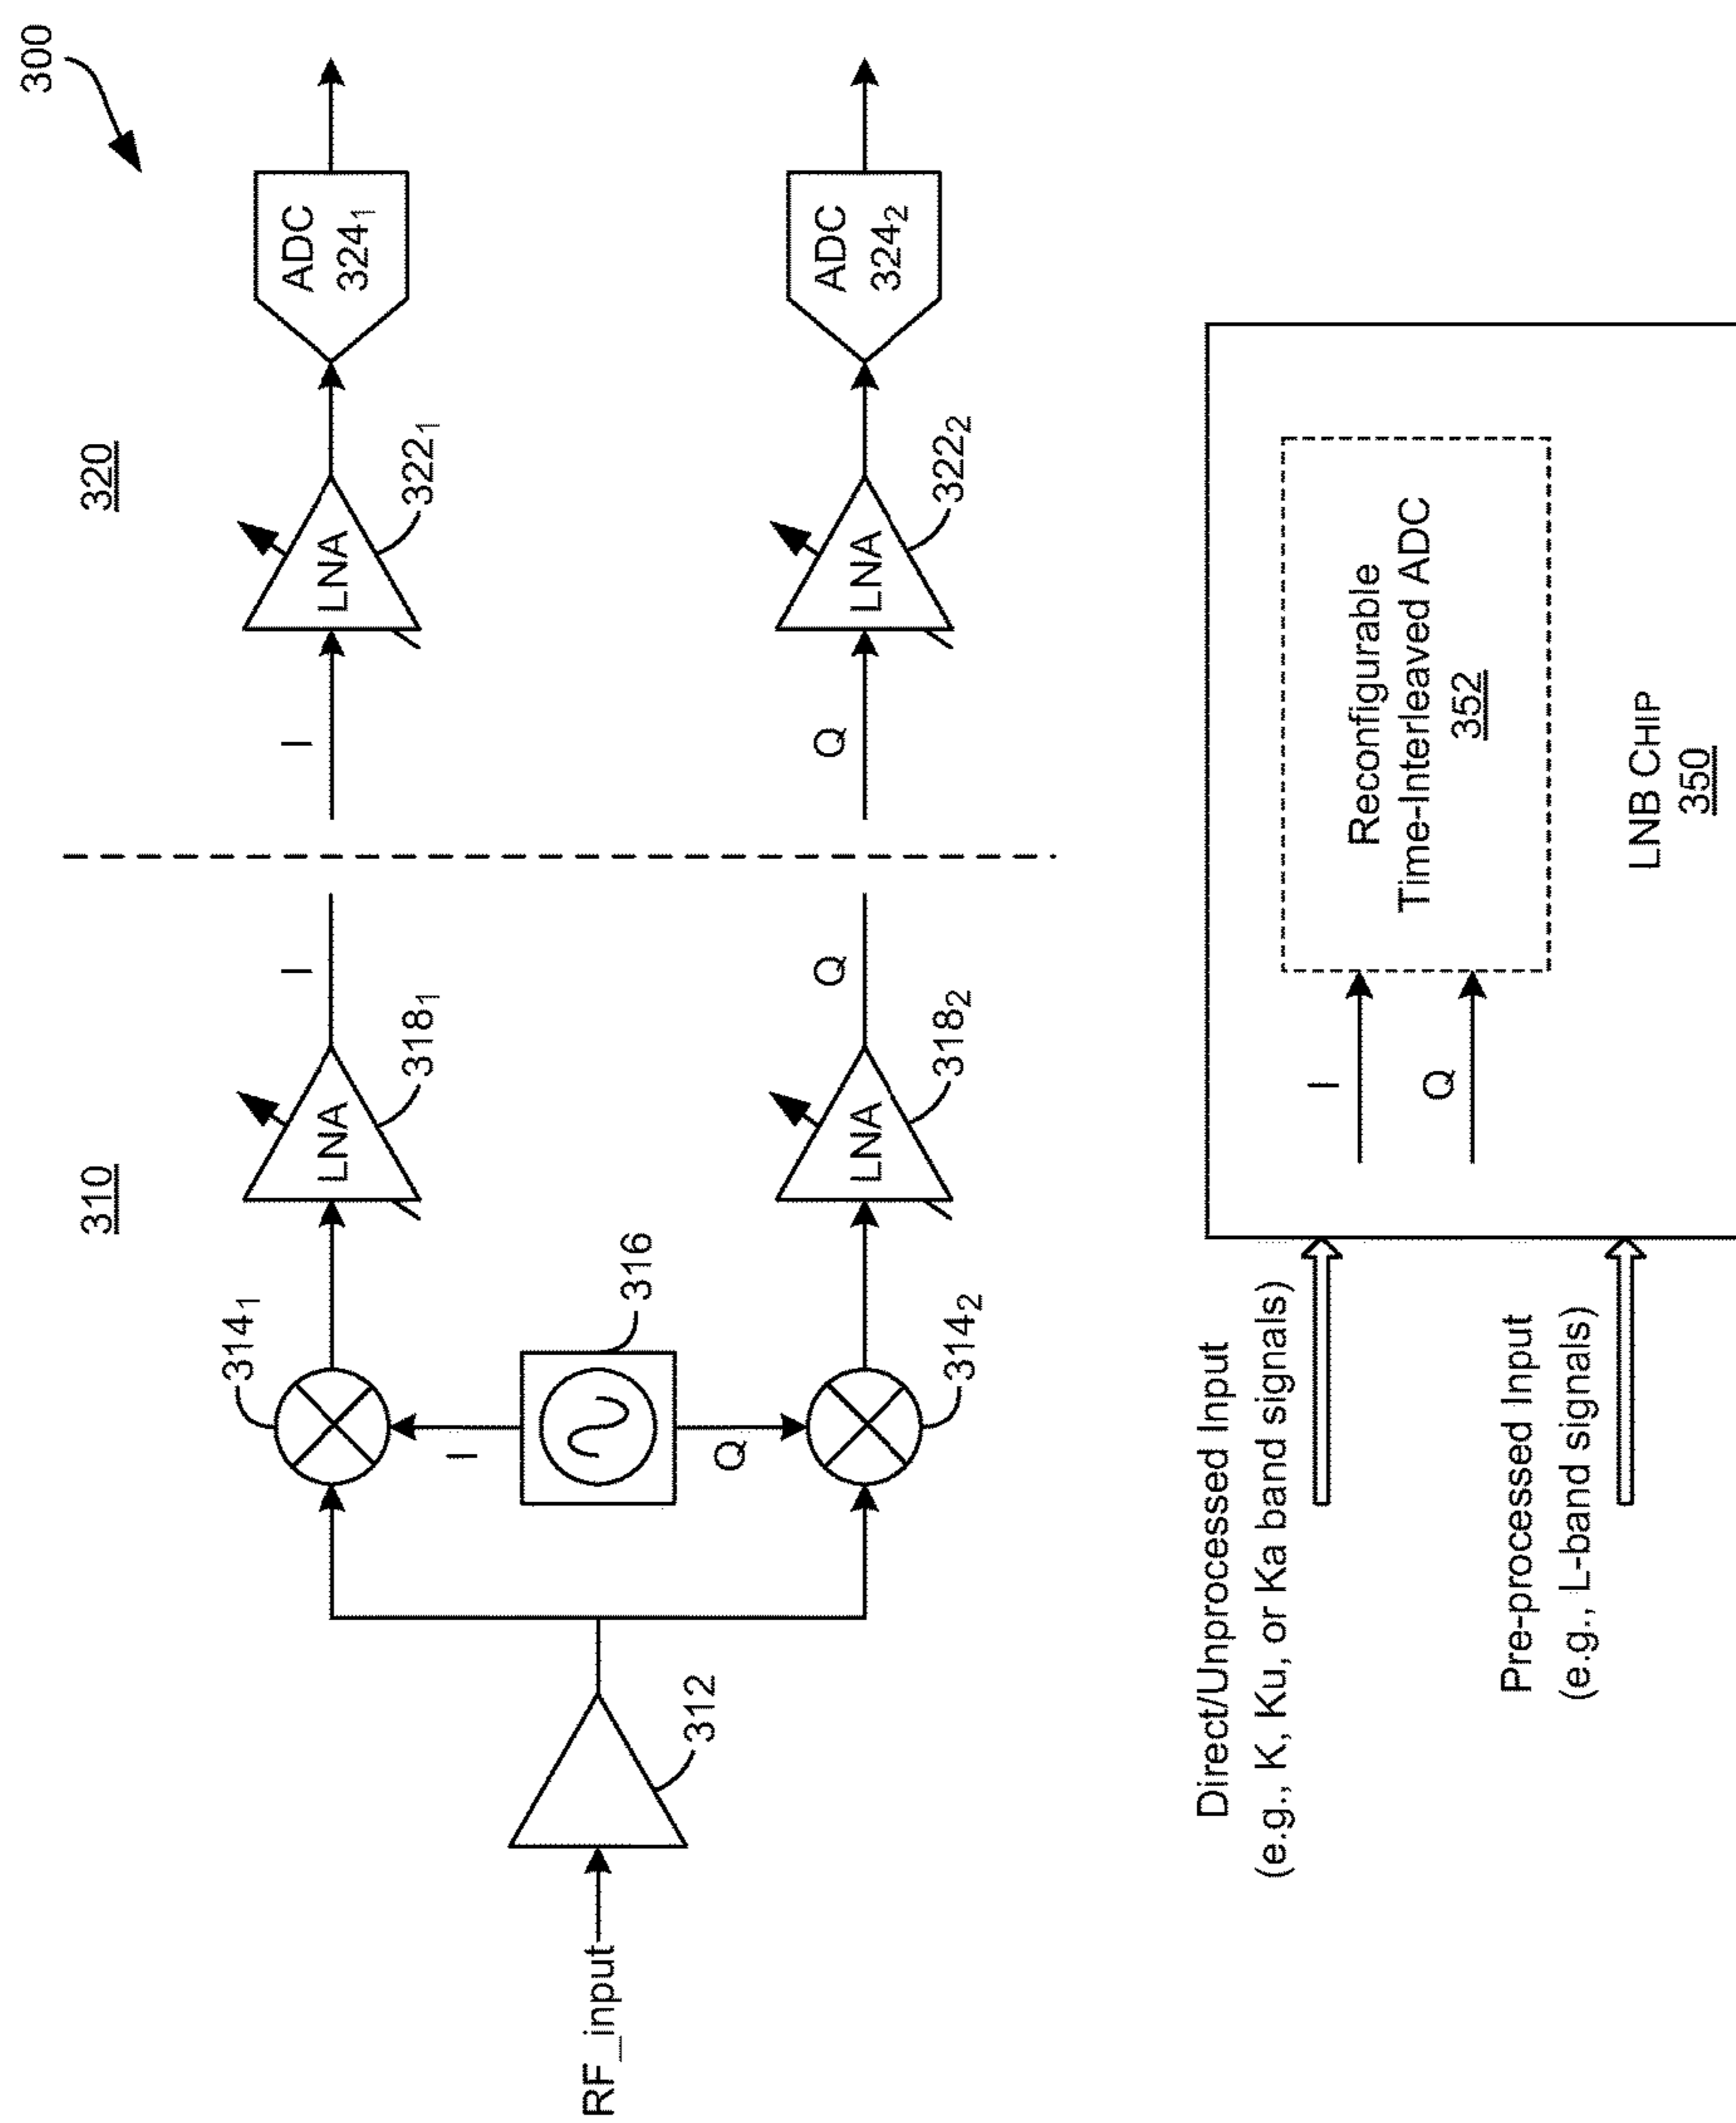 300
310
320
RF_input
312
314₁
I
316
Q
314₂
LNA
318₁
I
LNA
318₂
Q
I
LNA
322₁
Q
LNA
322₂
ADC
324₁
ADC
324₂
Direct/Unprocessed Input
(e.g., K, Ku, or Ka band signals)
Pre-processed Input
(e.g., L-band signals)
I
Q
Reconfigurable
Time-Interleaved ADC
352
LNB CHIP
350